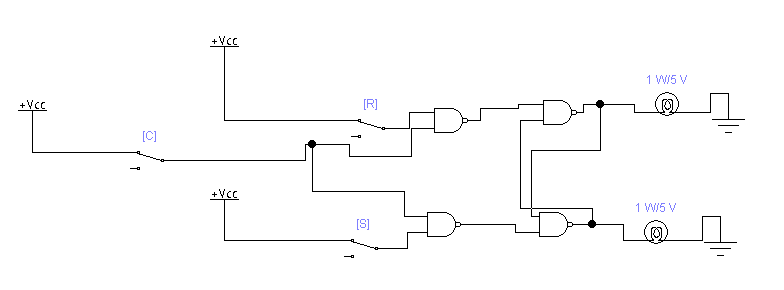 +Vcc
+Vcc
[R]
1 W/5 V
[C]
+Vcc
[S]
1 W/5 V